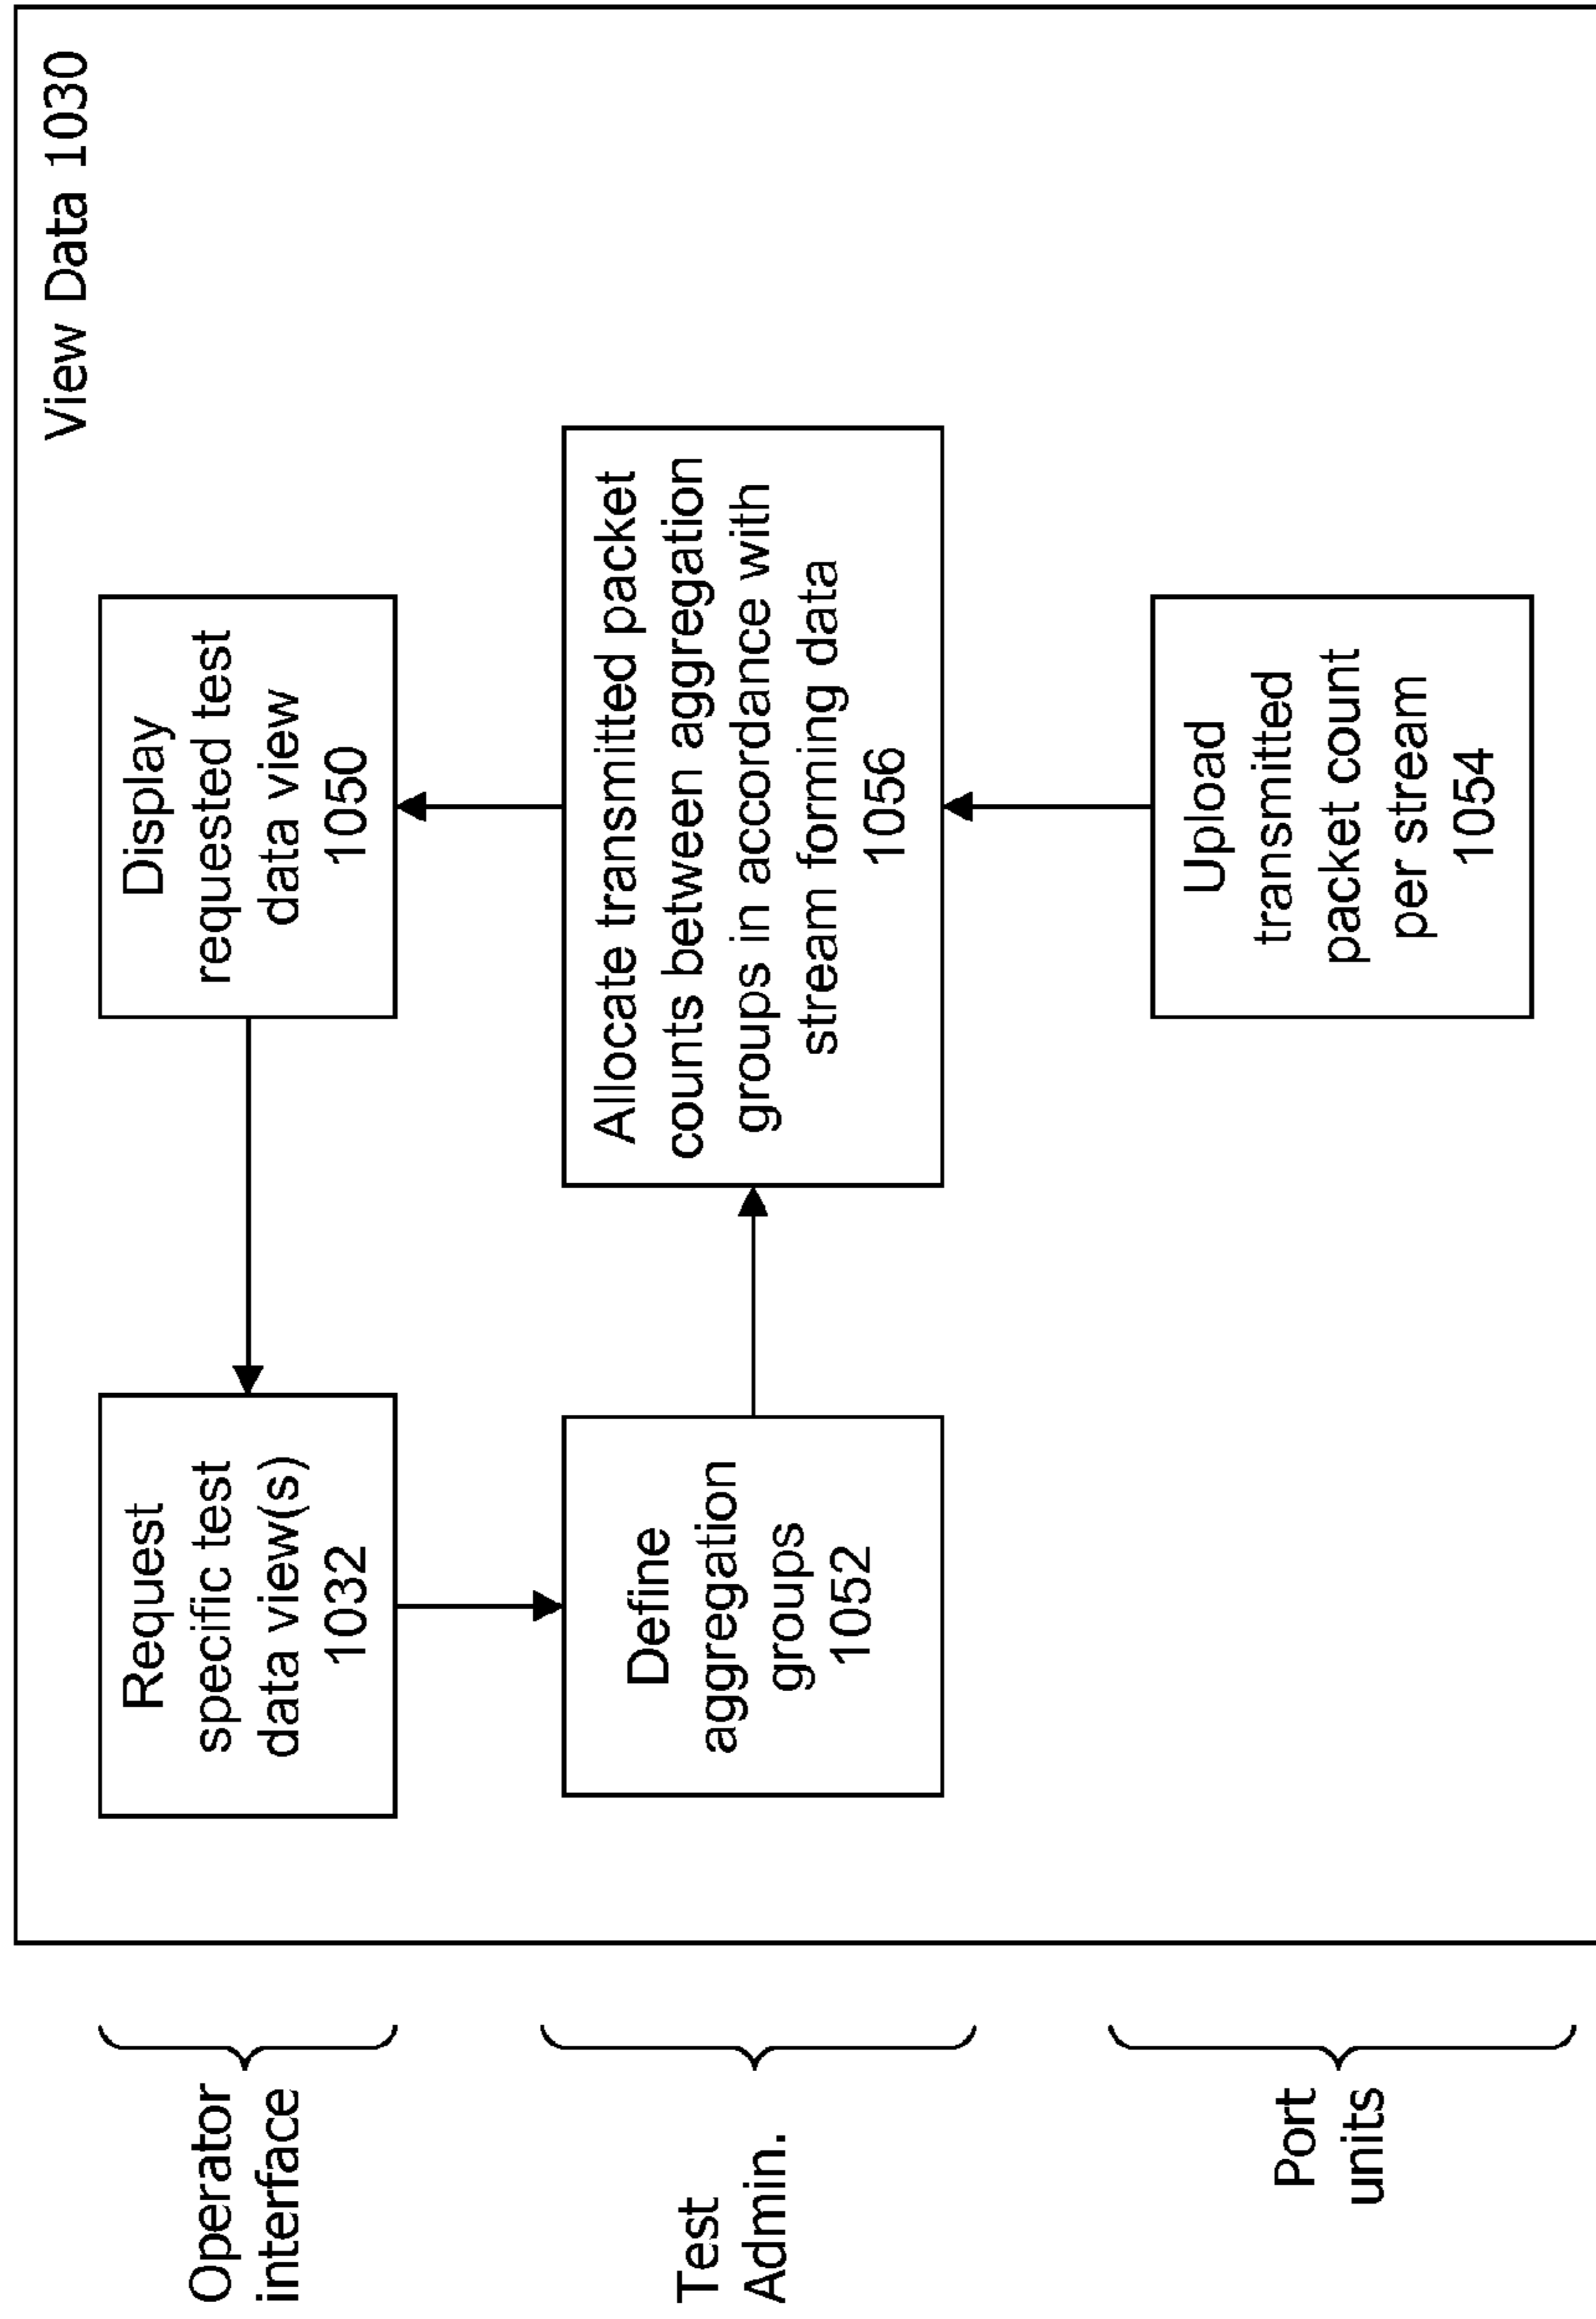 View Data 1030
Operator
interface
Request
specific test
data view(s)
1032
Display
requested test
data view
1050
Test
Admin.
Define
aggregation
groups
1052
Allocate transmitted packet
counts between aggregation
groups in accordance with
stream forming data
1056
Port
units
Upload
transmitted
packet count
per stream
1054